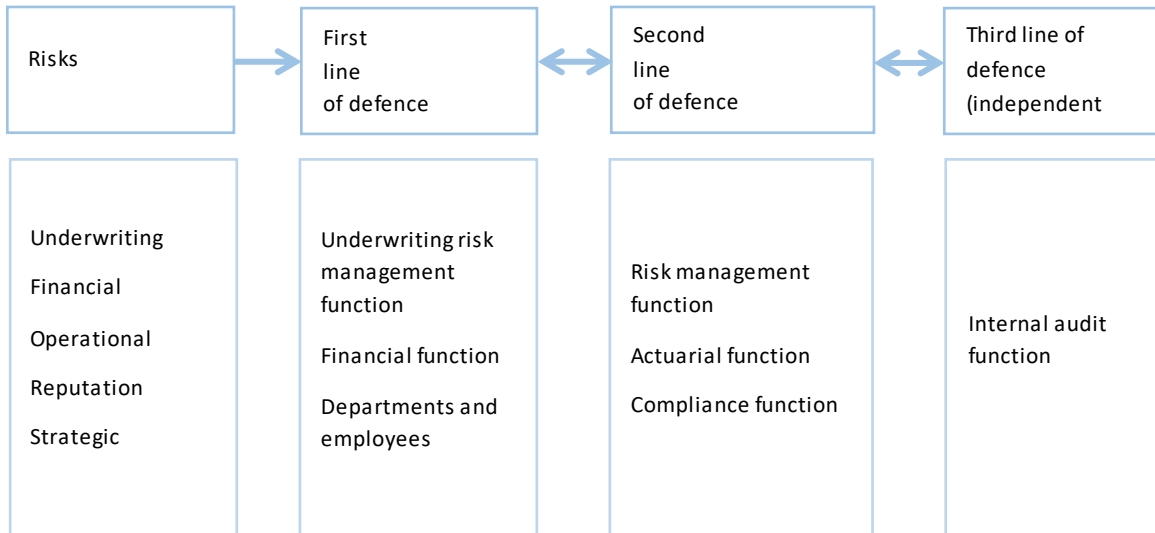 Risks
First
line
of defence
Second
line
of defence
Third line of
defence
(independent
Underwriting
Financial
Operational
Reputation
Strategic
Underwriting risk
management
function
Financial function
Departments and
employees
Risk management
function
Actuarial function
Compliance function
Internal audit
function